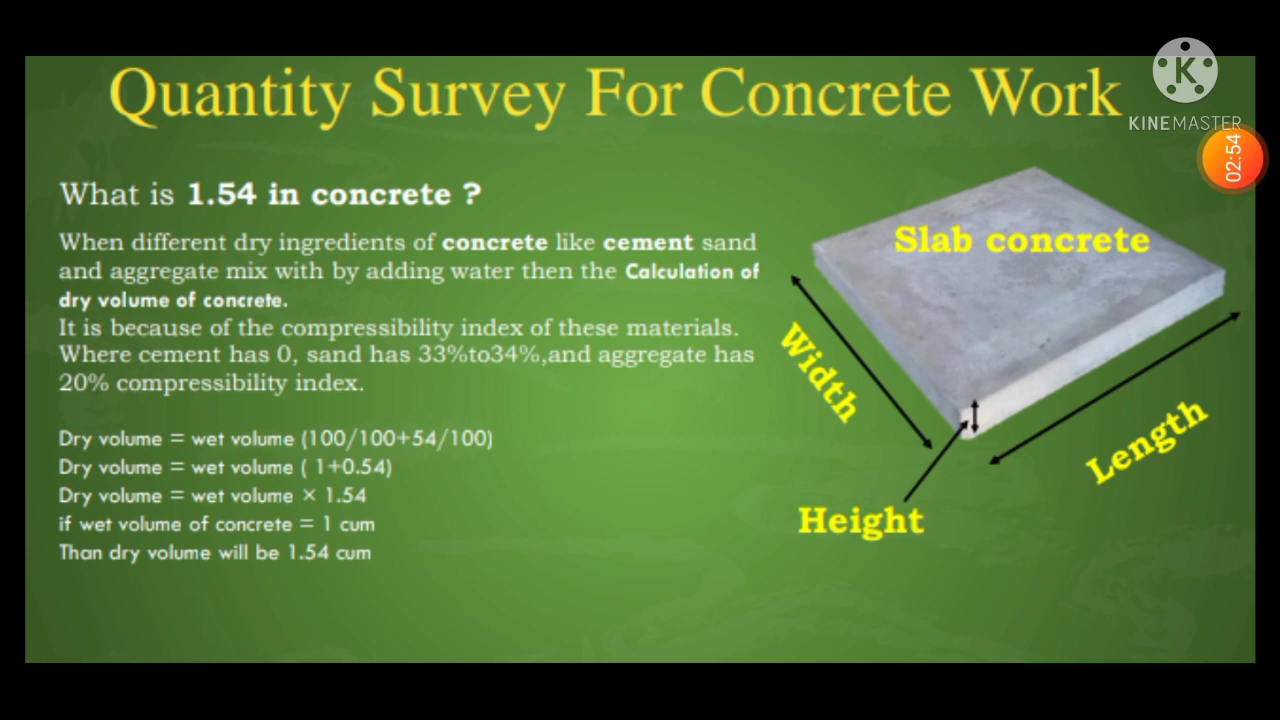 Quantity Survey For Concrete Work
K
KINEMASTER
02:54
What is 1.54 in concrete ?
When different dry ingredients of concrete like cement sand
and aggregate mix with by adding water then the Calculation of
dry volume of concrete.
It is because of the compressibility index of these materials.
Where cement has 0, sand has 33%to34%,and aggregate has
20% compressibility index.
Dry volume = wet volume (100/100+54/100)
Dry volume = wet volume ( 1+0.54)
Dry volume = wet volume × 1.54
if wet volume of concrete = 1 cum
Than dry volume will be 1.54 cum
Slab concrete
Width
Length
Height